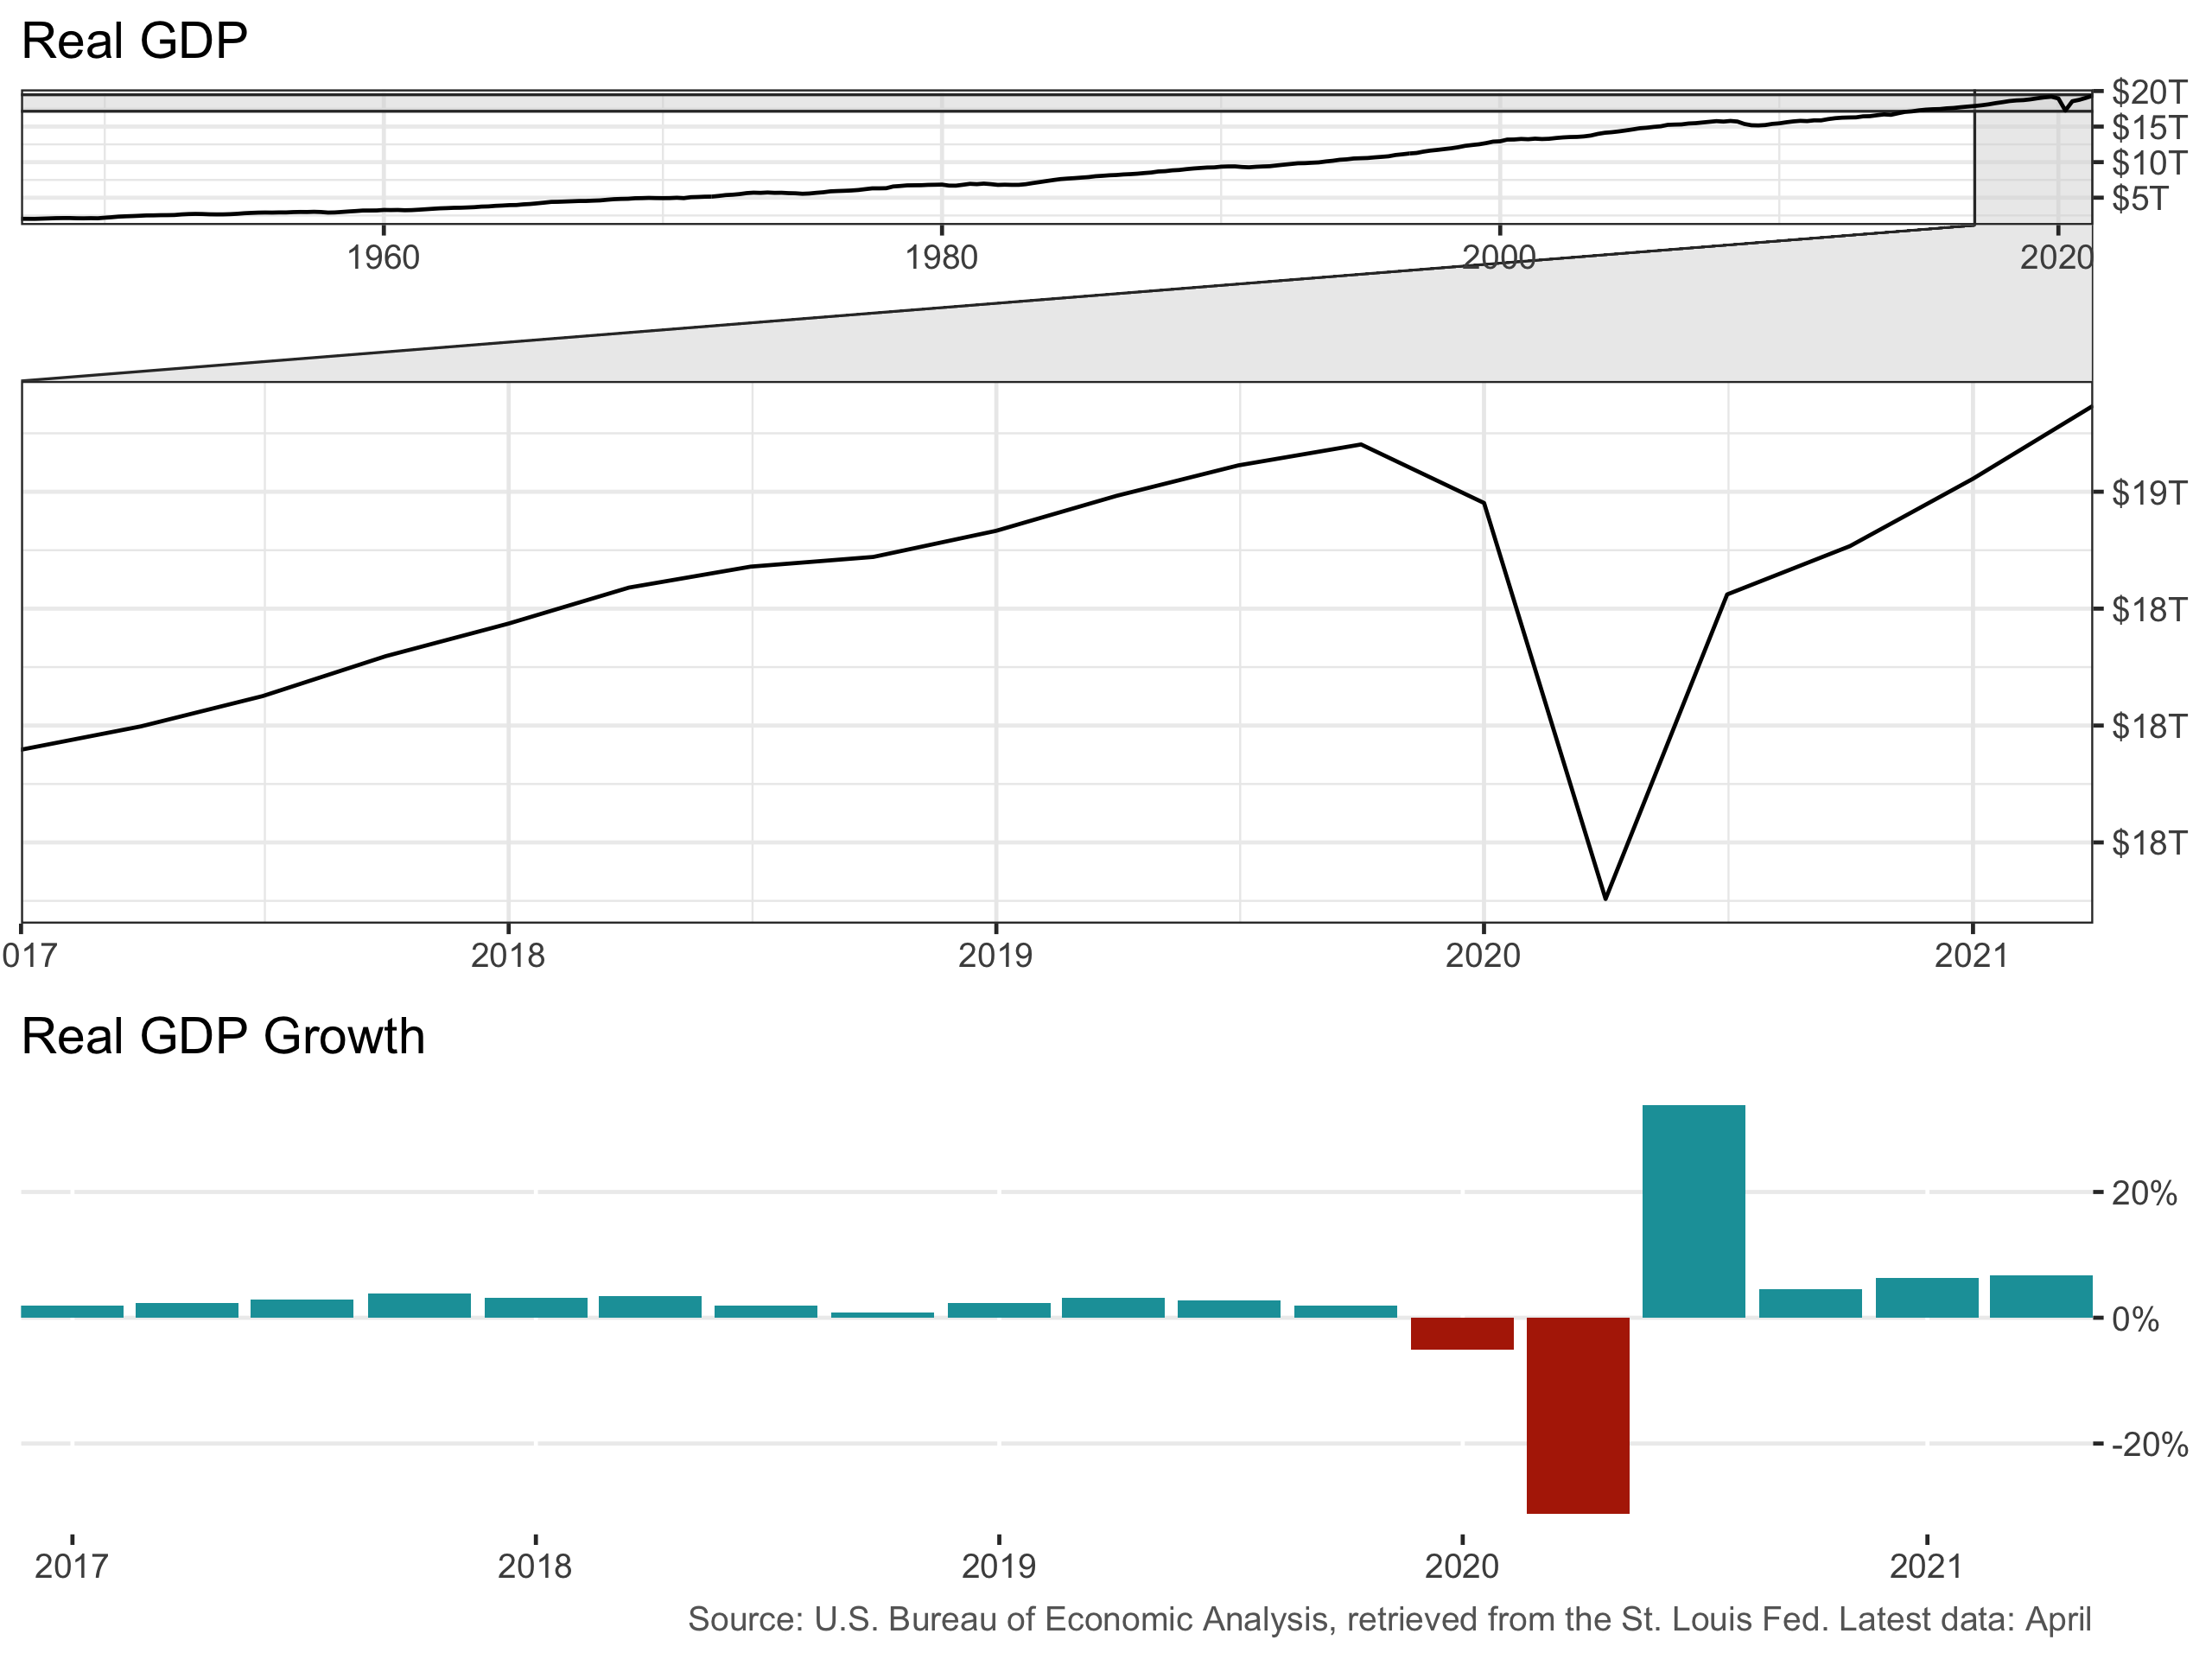 Real GDP
$20T
$15T
$10T
$5T
1960 1980 2000 2020
$19T
$18T
$18T
$18T
017 2018 2019 2020 2021
Real GDP Growth
20%
0%
-20%
2017 2018 2019 2020 2021
Source: U.S. Bureau of Economic Analysis, retrieved from the St. Louis Fed. Latest data: April